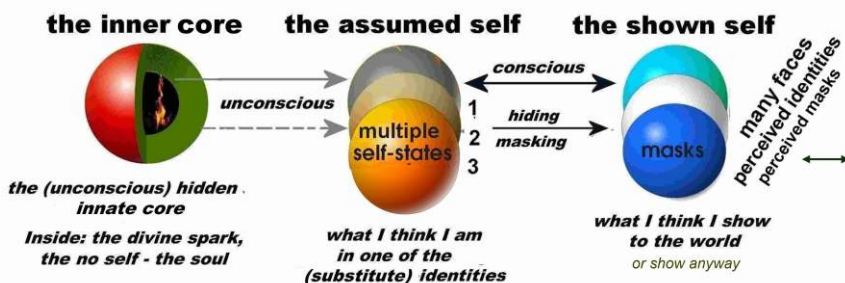 the inner core
the assumed self
the shown self
conscious
unconscious
1
2
3
hiding
masking
multiple
self-states
masks
many faces
perceived identities
perceived masks
the (unconscious) hidden
innate core
Inside: the divine spark,
the no self - the soul
what I think I am
in one of the
(substitute) identities
what I think I show
to the world
or show anyway